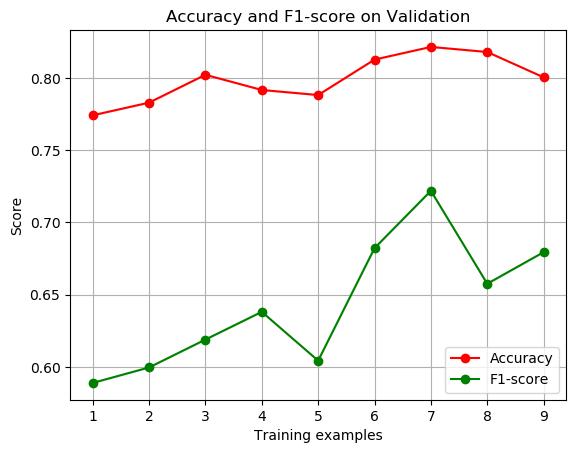 Accuracy and F1-score on Validation
Score
0.80
0.75
0.70
0.65
0.60
Accuracy
F1-score
1 2 3 4 5 6 7 8 9
Training examples